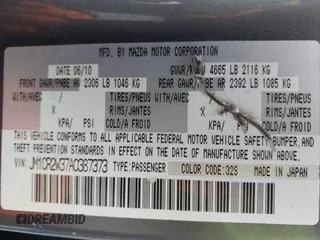 MFD. BY MAZDA MOTOR CORPORATION
DATE 06/10 GVWR 4665 LB 2116 KG
FRONT GAWR/PNBE AV 2306 LB 1046 KG REAR GAWR/PNBE AR 2392 LB 1085 KG
WITH/AVEC TIRES/PNEUS WITH/AVEC TIRES/PNEUS
X RIMS/JANTES X
X KPA/ PSI/ X KPA/
COLD/A FROID COLD/A FROID
THIS VEHICLE CONFORMS TO ALL APPLICABLE FEDERAL MOTOR VEHICLE SAFETY BUMPER, AND
THEFT PREVENTION STANDARDS IN EFFECT ON THE DATE OF MANUFACTURE SHOWN ABOVE.
VIN: JM1CR2W37A0387373 TYPE: PASSENGER COLOR CODE: 32S MADE IN JAPAN
DREAMBID